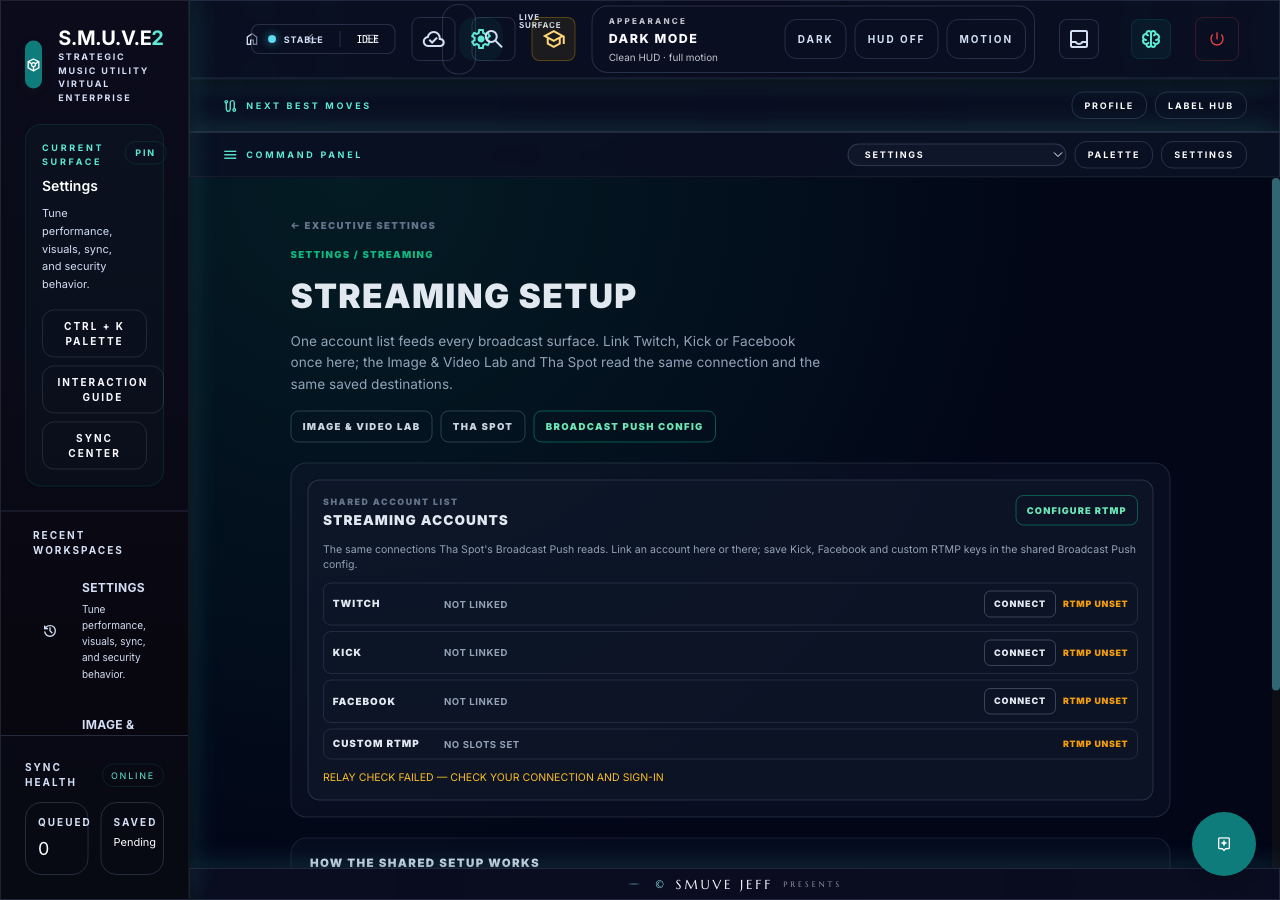 S.M.U.V.E2
STRATEGIC
MUSIC UTILITY
VIRTUAL
ENTERPRISE
CURRENT
SURFACE
PIN
Settings
Tune
performance,
visuals, sync,
and security
behavior.
CTRL + K
PALETTE
INTERACTION
GUIDE
SYNC
CENTER
RECENT
WORKSPACES
SETTINGS
Tune
performance,
visuals, sync,
and security
behavior.
IMAGE &
SYNC
HEALTH
ONLINE
QUEUED
0
SAVED
Pending
STABLE
IDLE
LIVE
SURFACE
APPEARANCE
DARK MODE
Clean HUD · full motion
DARK
HUD OFF
MOTION
NEXT BEST MOVES
PROFILE
LABEL HUB
COMMAND PANEL
SETTINGS
PALETTE
SETTINGS
← EXECUTIVE SETTINGS
SETTINGS / STREAMING
STREAMING SETUP
One account list feeds every broadcast surface. Link Twitch, Kick or Facebook
once here; the Image & Video Lab and Tha Spot read the same connection and the
same saved destinations.
IMAGE & VIDEO LAB
THA SPOT
BROADCAST PUSH CONFIG
SHARED ACCOUNT LIST
STREAMING ACCOUNTS
CONFIGURE RTMP
The same connections Tha Spot's Broadcast Push reads. Link an account here or there; save Kick, Facebook and custom RTMP keys in the shared Broadcast Push
config.
TWITCH NOT LINKED CONNECT RTMP UNSET
KICK NOT LINKED CONNECT RTMP UNSET
FACEBOOK NOT LINKED CONNECT RTMP UNSET
CUSTOM RTMP NO SLOTS SET RTMP UNSET
RELAY CHECK FAILED — CHECK YOUR CONNECTION AND SIGN-IN
HOW THE SHARED SETUP WORKS
— © SMUVE JEFF PRESENTS